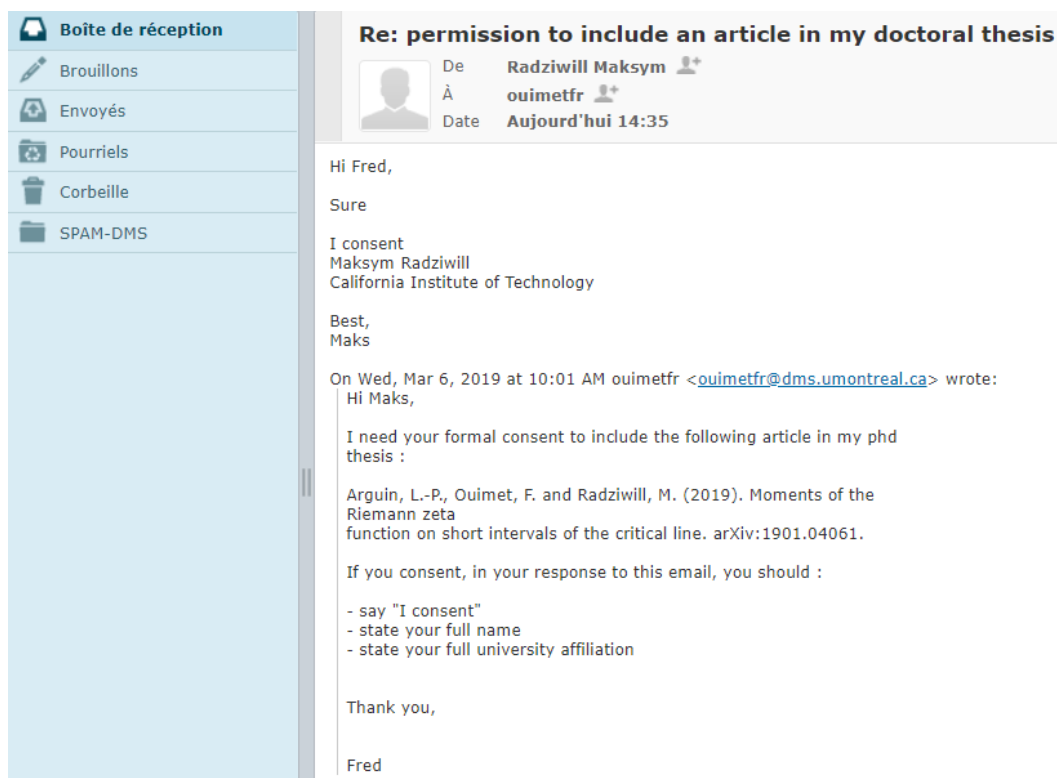 Boîte de réception
Brouillons
Envoyés
Pourriels
Corbeille
SPAM-DMS
Re: permission to include an article in my doctoral thesis
De Radziwill Maksym
À ouimetfr
Date Aujourd'hui 14:35
Hi Fred,
Sure
I consent
Maksym Radziwill
California Institute of Technology
Best,
Maks
On Wed, Mar 6, 2019 at 10:01 AM ouimetfr <ouimetfr@dms.umontreal.ca> wrote:
Hi Maks,
I need your formal consent to include the following article in my phd
thesis :
Arguin, L.-P., Ouimet, F. and Radziwill, M. (2019). Moments of the
Riemann zeta
function on short intervals of the critical line. arXiv:1901.04061.
If you consent, in your response to this email, you should :
- say "I consent"
- state your full name
- state your full university affiliation
Thank you,
Fred